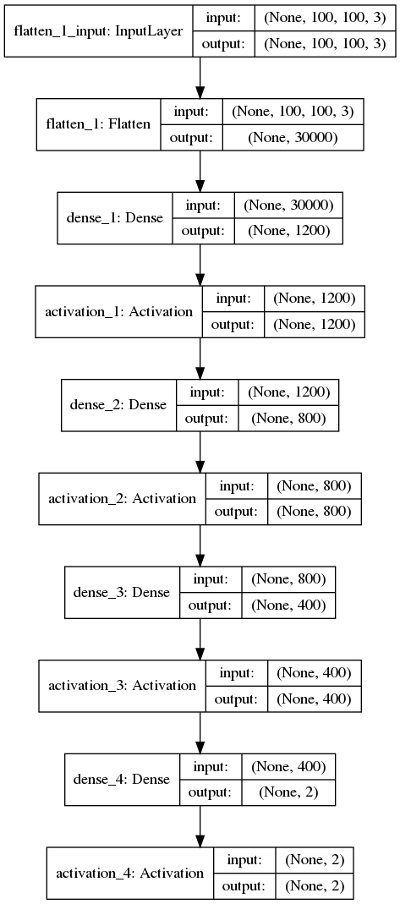 flatten_1_input: InputLayer input: (None, 100, 100, 3)
output: (None, 100, 100, 3)
flatten_1: Flatten input: (None, 100, 100, 3)
output: (None, 30000)
dense_1: Dense input: (None, 30000)
output: (None, 1200)
activation_1: Activation input: (None, 1200)
output: (None, 1200)
dense_2: Dense input: (None, 1200)
output: (None, 800)
activation_2: Activation input: (None, 800)
output: (None, 800)
dense_3: Dense input: (None, 800)
output: (None, 400)
activation_3: Activation input: (None, 400)
output: (None, 400)
dense_4: Dense input: (None, 400)
output: (None, 2)
activation_4: Activation input: (None, 2)
output: (None, 2)